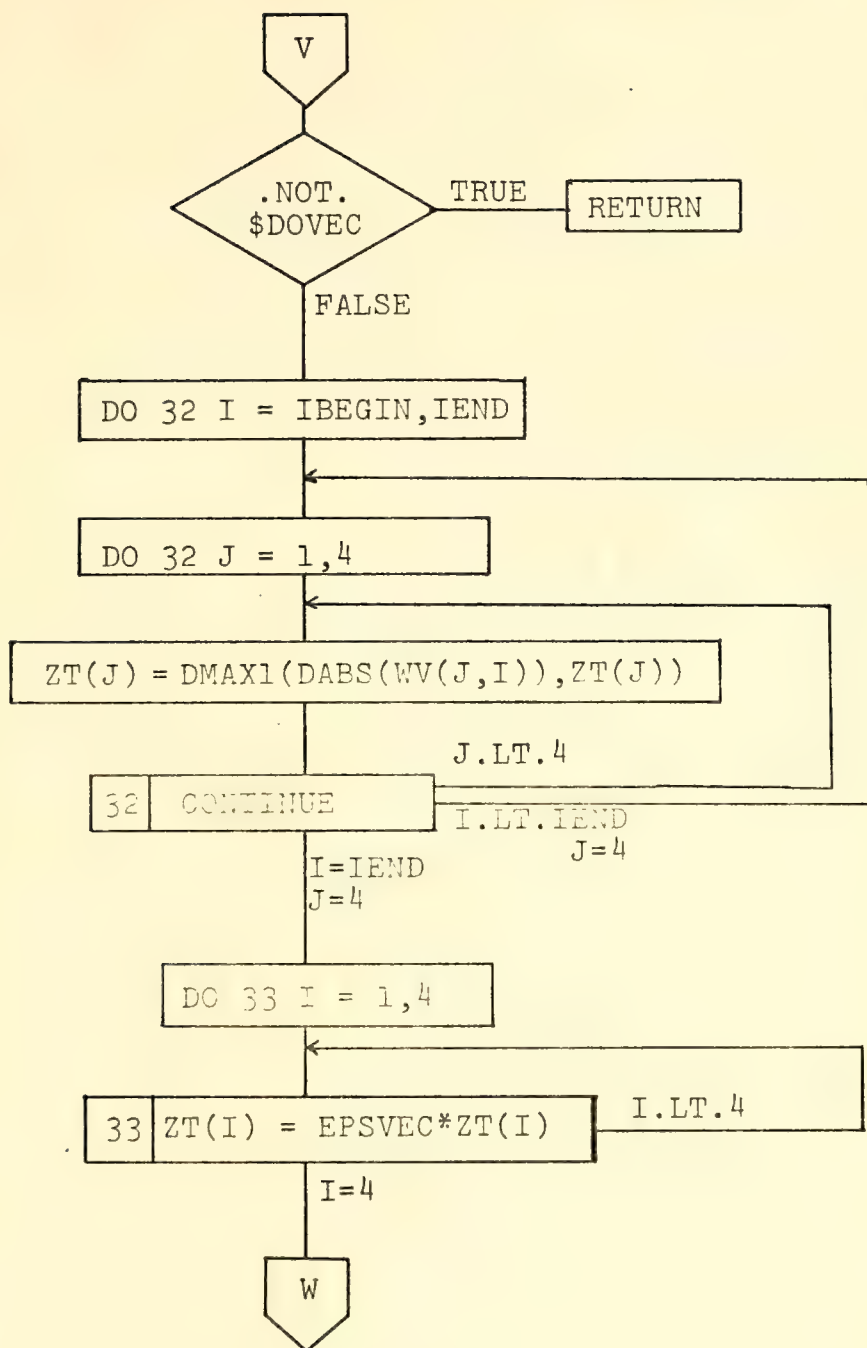 V
.NOT.
$DOVEC
TRUE
RETURN
FALSE
DO 32 I = IBEGIN,IEND
DO 32 J = 1,4
ZT(J) = DMAX1(DABS(WV(J,I)),ZT(J))
J.LT.4
32 CONTINUE
I.LT.IEND
J=4
I=IEND
J=4
DO 33 I = 1,4
33 ZT(I) = EPSVEC*ZT(I)
I.LT.4
I=4
W